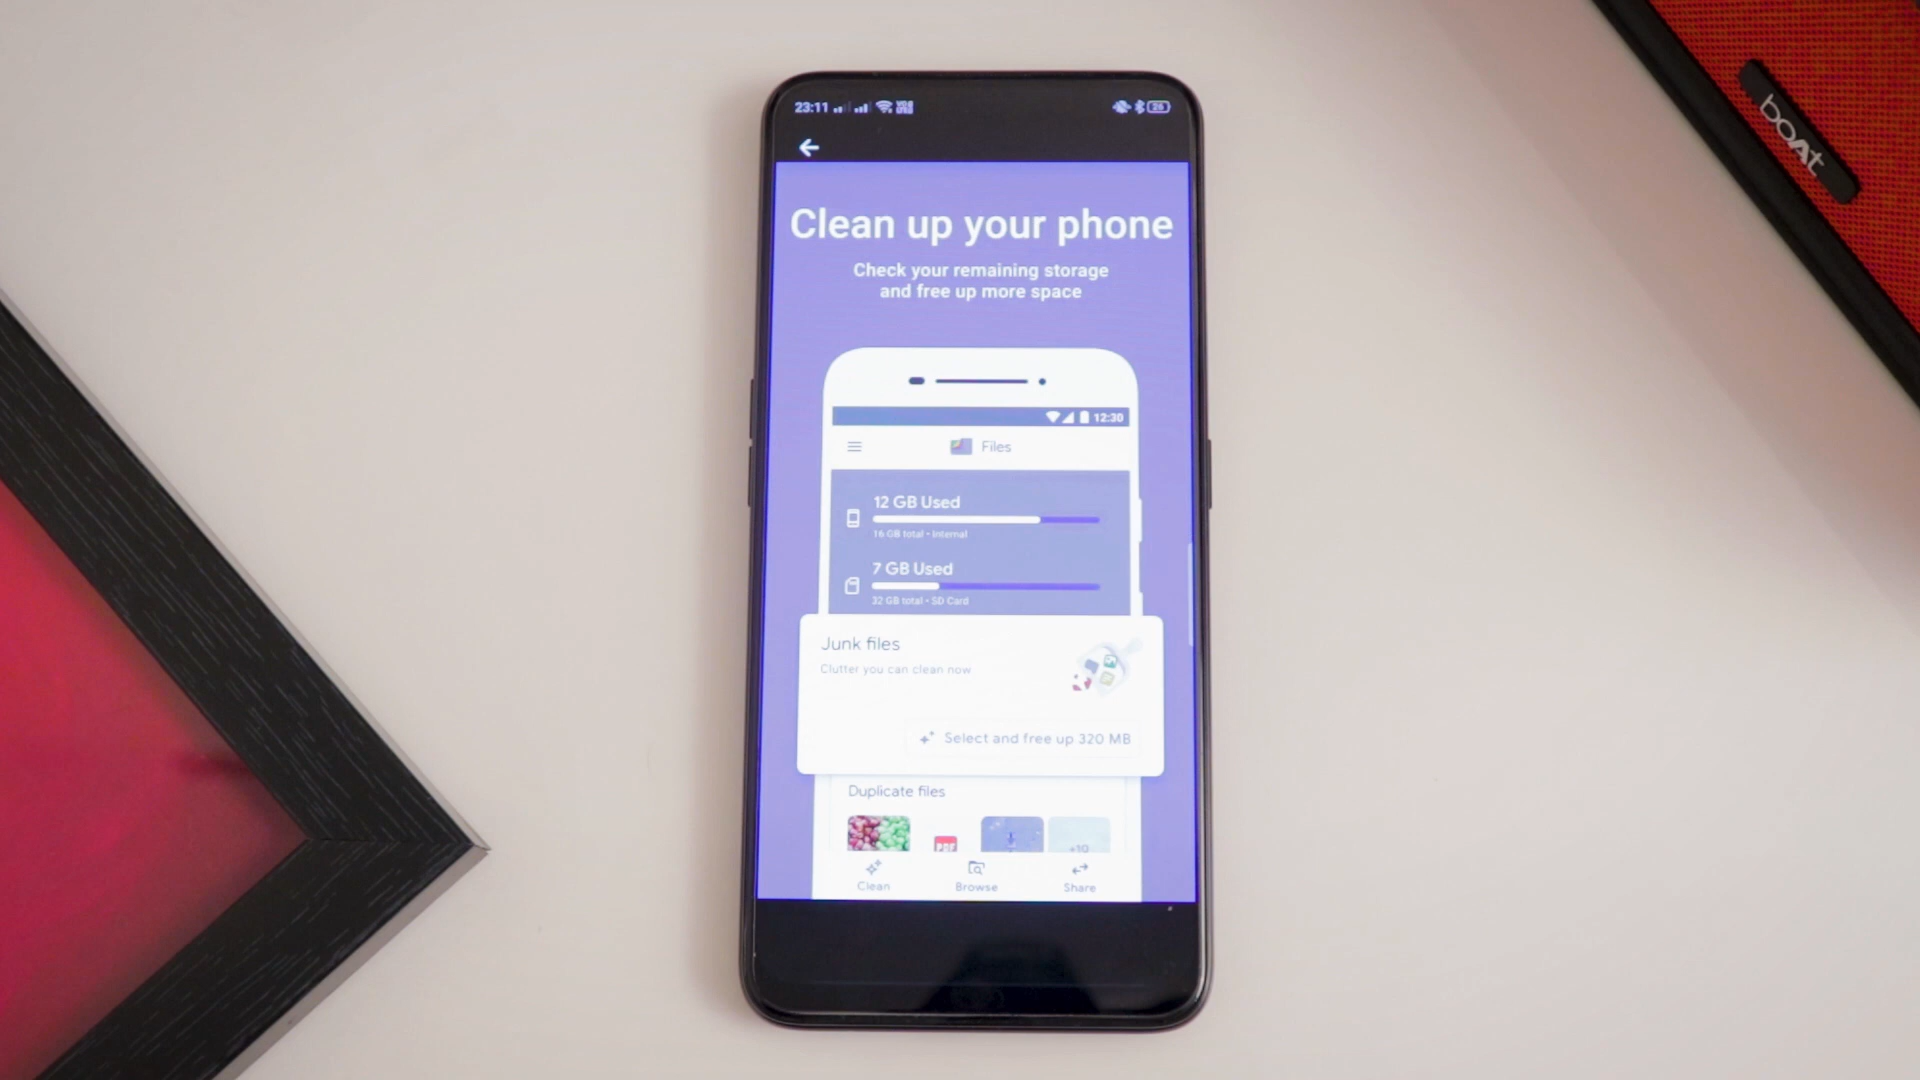 23:11
26
boAt
Clean up your phone
Check your remaining storage
and free up more space
12:30
Files
12 GB Used
16 GB total • Internal
7 GB Used
32 GB total • SD Card
Junk files
Clutter you can clean now
Select and free up 320 MB
Duplicate files
PDF
+10
Clean
Browse
Share